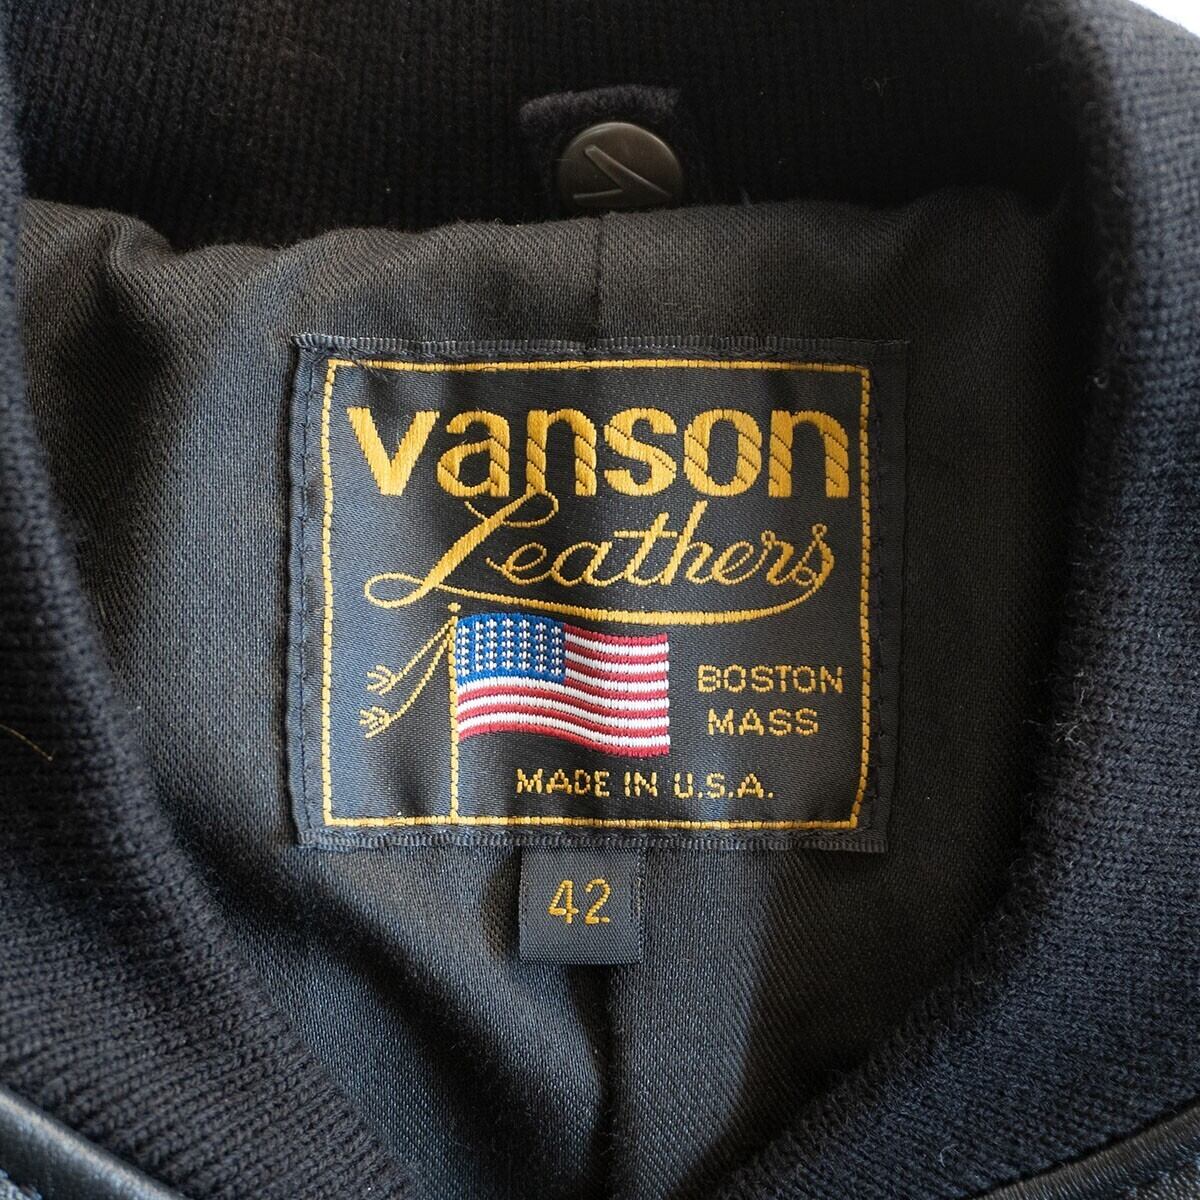 vanson
Leathers
BOSTON
MASS
MADE IN U.S.A.
42